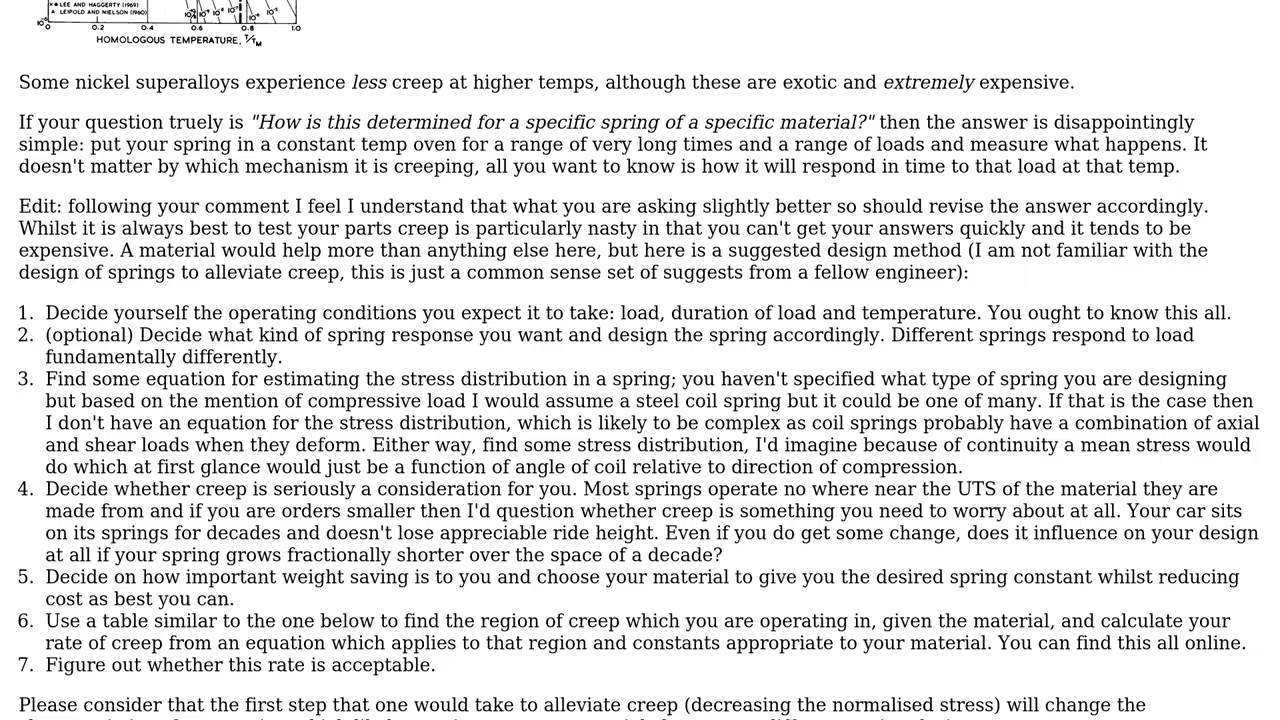 ×● LEE AND HAGGERTY (1969)
▲ LEIPOLD AND NIELSON (1960)
0 0.2 0.4 0.6 0.8 1.0
HOMOLOGOUS TEMPERATURE, T/TM
Some nickel superalloys experience less creep at higher temps, although these are exotic and extremely expensive.
If your question truely is "How is this determined for a specific spring of a specific material?" then the answer is disappointingly
simple: put your spring in a constant temp oven for a range of very long times and a range of loads and measure what happens. It
doesn't matter by which mechanism it is creeping, all you want to know is how it will respond in time to that load at that temp.
Edit: following your comment I feel I understand that what you are asking slightly better so should revise the answer accordingly.
Whilst it is always best to test your parts creep is particularly nasty in that you can't get your answers quickly and it tends to be
expensive. A material would help more than anything else here, but here is a suggested design method (I am not familiar with the
design of springs to alleviate creep, this is just a common sense set of suggests from a fellow engineer):
1. Decide yourself the operating conditions you expect it to take: load, duration of load and temperature. You ought to know this all.
2. (optional) Decide what kind of spring response you want and design the spring accordingly. Different springs respond to load
fundamentally differently.
3. Find some equation for estimating the stress distribution in a spring; you haven't specified what type of spring you are designing
but based on the mention of compressive load I would assume a steel coil spring but it could be one of many. If that is the case then
I don't have an equation for the stress distribution, which is likely to be complex as coil springs probably have a combination of axial
and shear loads when they deform. Either way, find some stress distribution, I'd imagine because of continuity a mean stress would
do which at first glance would just be a function of angle of coil relative to direction of compression.
4. Decide whether creep is seriously a consideration for you. Most springs operate no where near the UTS of the material they are
made from and if you are orders smaller then I'd question whether creep is something you need to worry about at all. Your car sits
on its springs for decades and doesn't lose appreciable ride height. Even if you do get some change, does it influence on your design
at all if your spring grows fractionally shorter over the space of a decade?
5. Decide on how important weight saving is to you and choose your material to give you the desired spring constant whilst reducing
cost as best you can.
6. Use a table similar to the one below to find the region of creep which you are operating in, given the material, and calculate your
rate of creep from an equation which applies to that region and constants appropriate to your material. You can find this all online.
7. Figure out whether this rate is acceptable.
Please consider that the first step that one would take to alleviate creep (decreasing the normalised stress) will change the